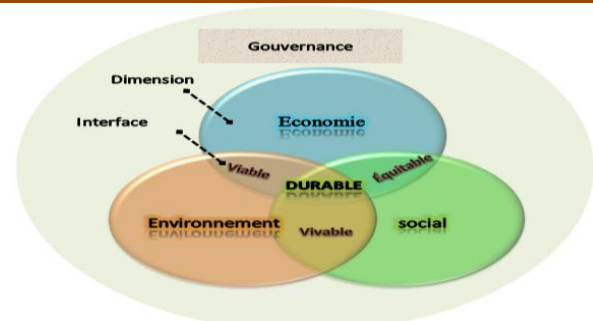 Gouvernance
Dimension
Economie
Interface
Viable
Équitable
DURABLE
Environnement
social
Vivable